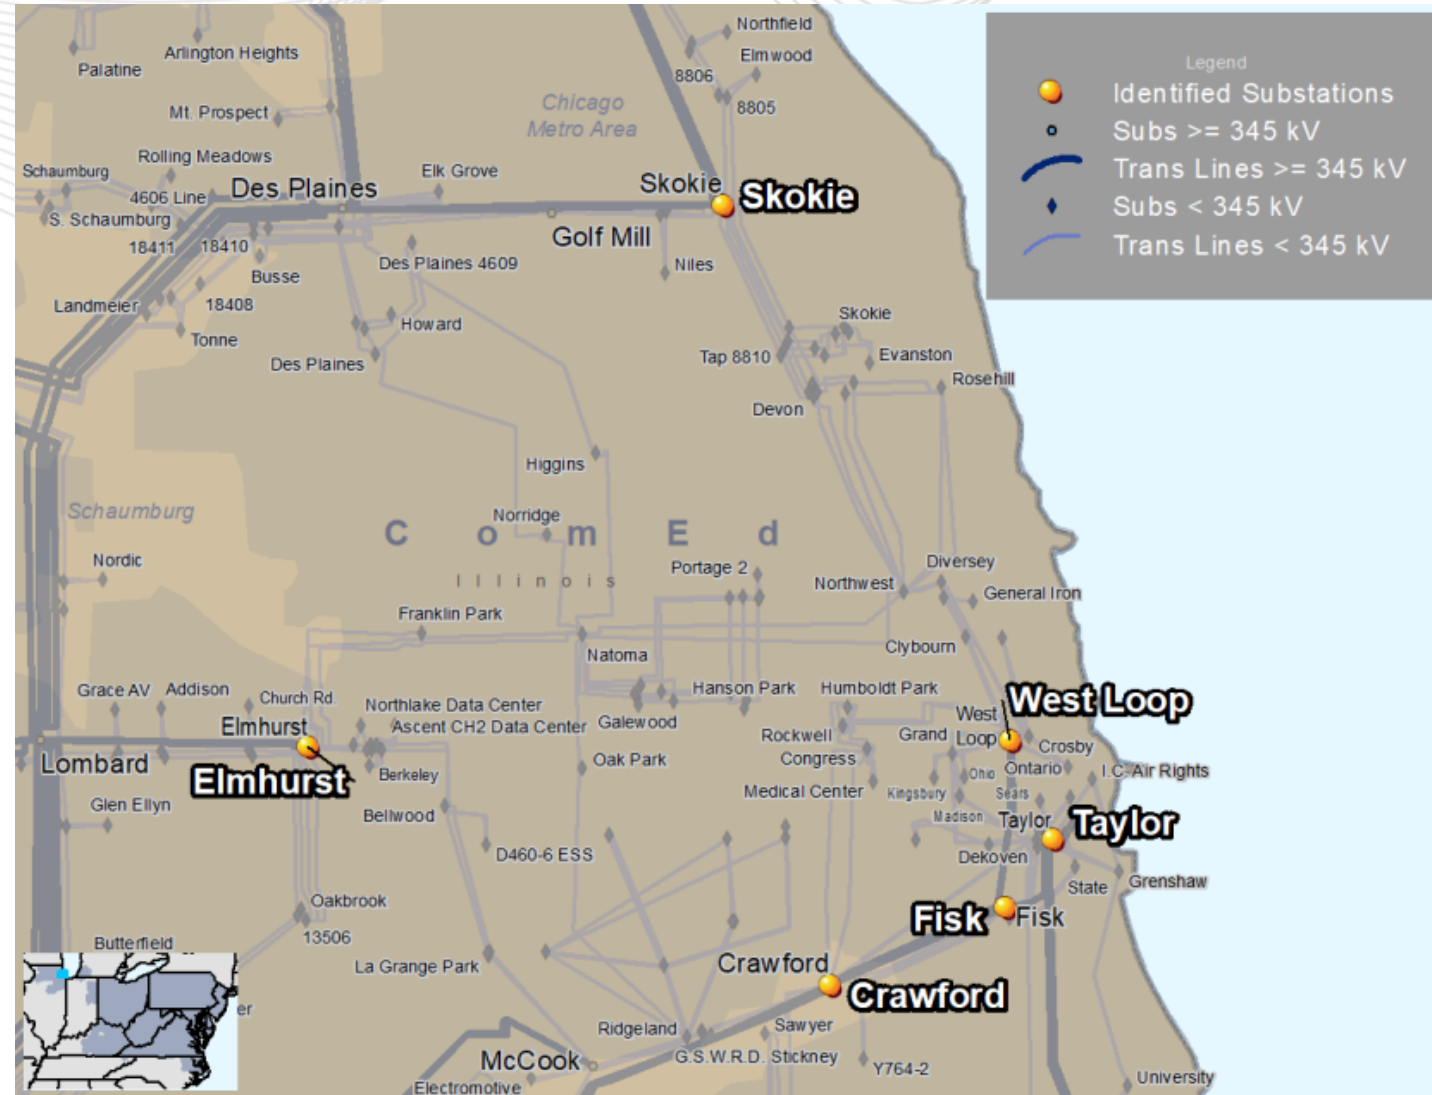 Northfield
Palatine
Arlington Heights
Elmwood
8806
8805
Mt. Prospect
Chicago
Metro Area
Legend
Identified Substations
Subs >= 345 kV
Trans Lines >= 345 kV
Subs < 345 kV
Trans Lines < 345 kV
Schaumburg
Rolling Meadows
4606 Line
Des Plaines
Elk Grove
Skokie
Skokie
S. Schaumburg
18411
18410
Golf Mill
Busse
Des Plaines 4609
Niles
Landmeier
18408
Tonne
Howard
Des Plaines
Skokie
Tap 8810
Evanston
Rosehill
Devon
Higgins
Schaumburg
Norridge
ComEd
Illinois
Nordic
Portage 2
Northwest
Diversey
General Iron
Franklin Park
Natoma
Clybourn
Grace AV
Addison
Church Rd.
Northlake Data Center
Ascent CH2 Data Center
Galewood
Hanson Park
Humboldt Park
West Loop
West
Loop
Elmhurst
Elmhurst
Lombard
Berkeley
Oak Park
Rockwell
Congress
Grand
Crosby
Ohio
Ontario
I.C. Air Rights
Medical Center
Kingsbury
Sears
Glen Ellyn
Bellwood
Madison
Taylor
Taylor
D460-6 ESS
Dekoven
State
Grenshaw
Oakbrook
13506
Fisk
Fisk
Butterfield
La Grange Park
Crawford
Crawford
er
Ridgeland
Sawyer
McCook
G.S.W.R.D. Stickney
Y764-2
Electromotive
University